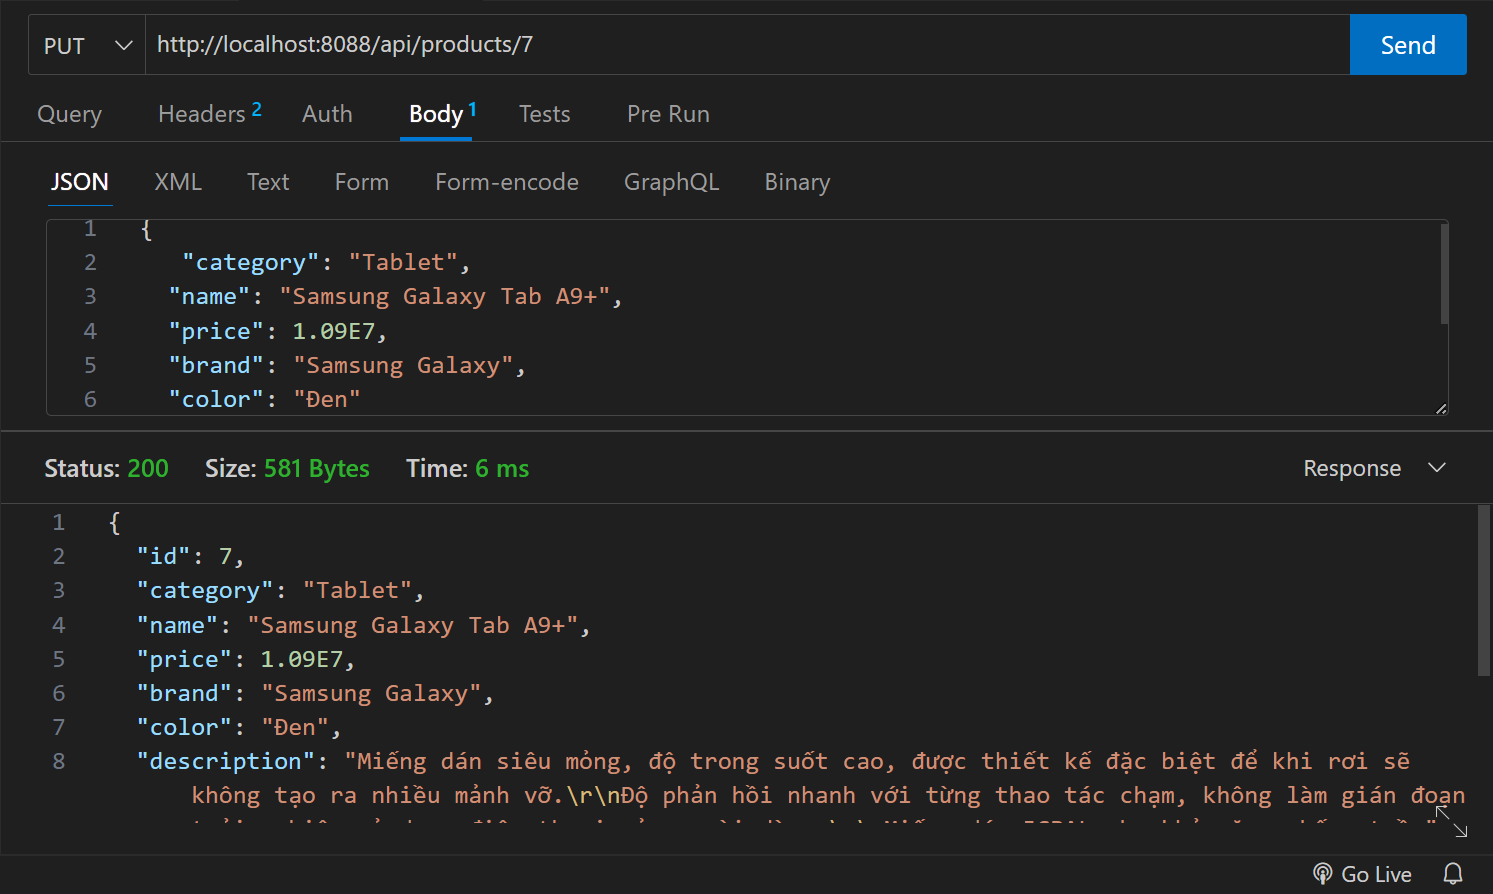 PUT http://localhost:8088/api/products/7 Send
Query Headers 2 Auth Body 1 Tests Pre Run
JSON XML Text Form Form-encode GraphQL Binary
1 {
2 "category": "Tablet",
3 "name": "Samsung Galaxy Tab A9+",
4 "price": 1.09E7,
5 "brand": "Samsung Galaxy",
6 "color": "Đen"
Status: 200 Size: 581 Bytes Time: 6 ms Response
1 {
2 "id": 7,
3 "category": "Tablet",
4 "name": "Samsung Galaxy Tab A9+",
5 "price": 1.09E7,
6 "brand": "Samsung Galaxy",
7 "color": "Đen",
8 "description": "Miếng dán siêu mỏng, độ trong suốt cao, được thiết kế đặc biệt để khi rơi sẽ
không tạo ra nhiều mảnh vỡ.\r\nĐộ phản hồi nhanh với từng thao tác chạm, không làm gián đoạn
Go Live